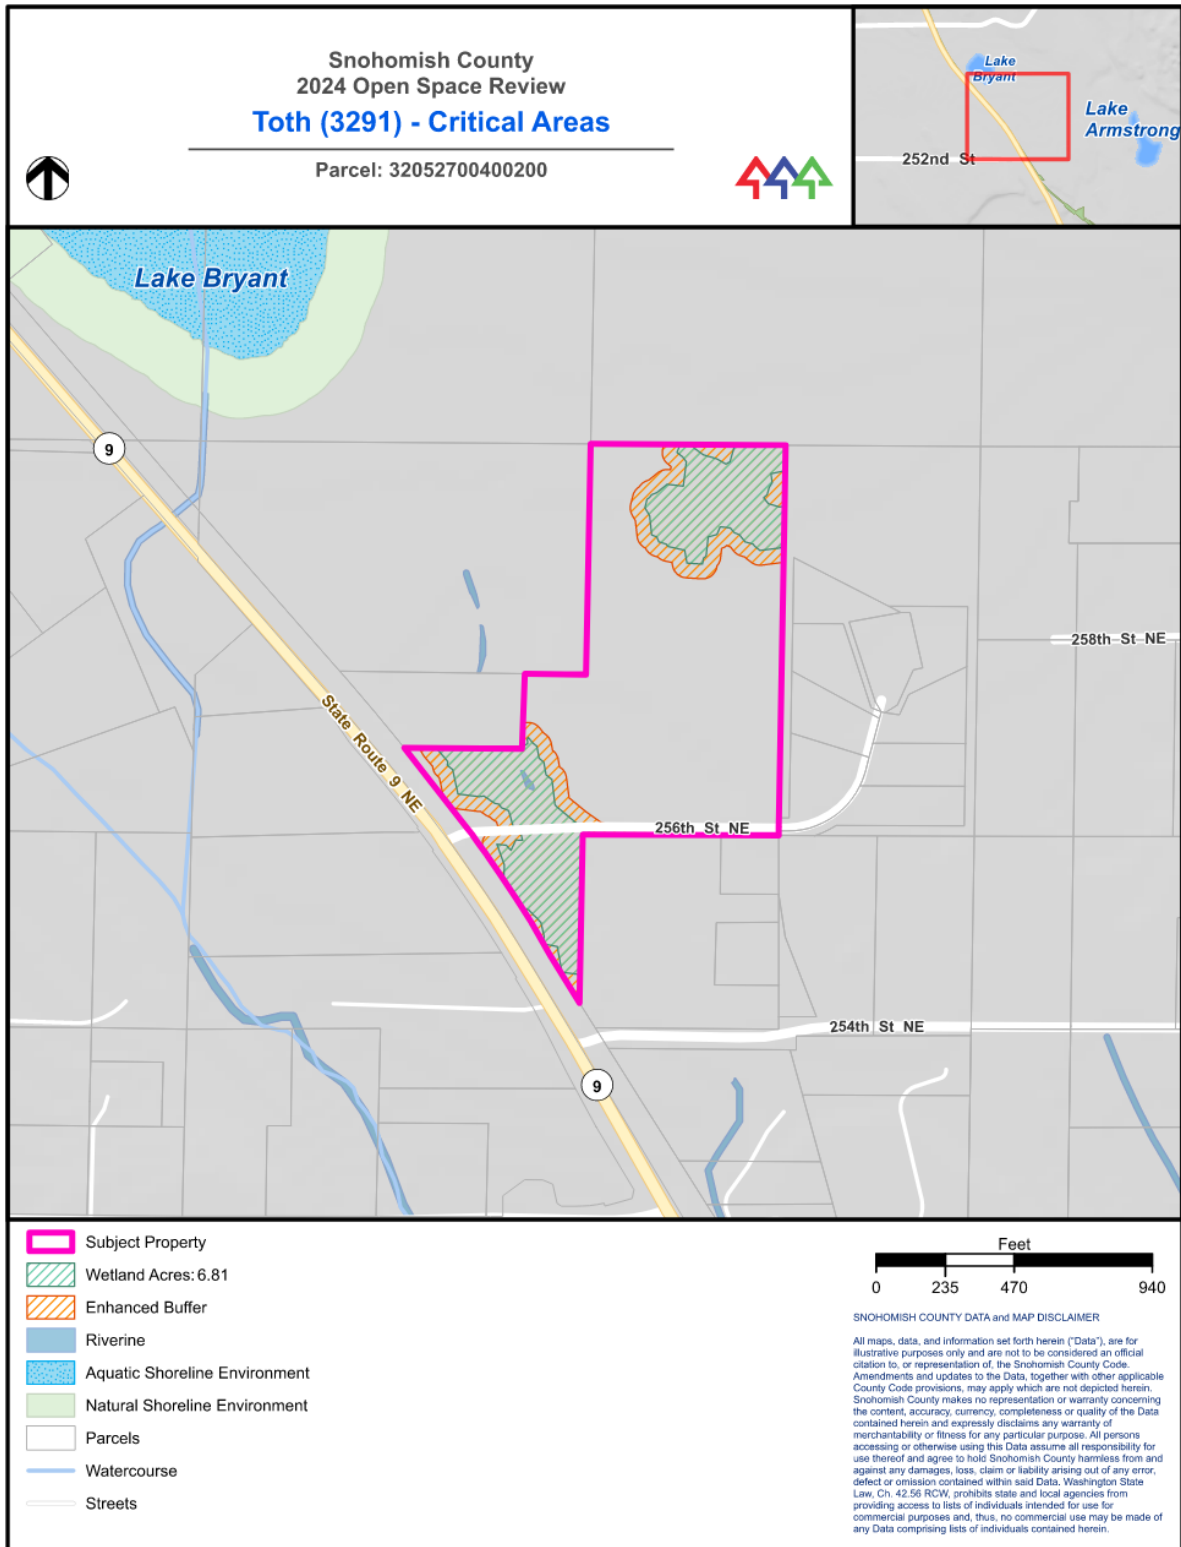 Snohomish County
2024 Open Space Review
Toth (3291) - Critical Areas
Parcel: 32052700400200
Lake
Bryant
Lake
Armstrong
252nd St
Lake Bryant
9
258th St NE
State Route 9 NE
256th St NE
254th St NE
9
Subject Property
Wetland Acres: 6.81
Enhanced Buffer
Riverine
Aquatic Shoreline Environment
Natural Shoreline Environment
Parcels
Watercourse
Streets
Feet
0 235 470 940
SNOHOMISH COUNTY DATA and MAP DISCLAIMER
All maps, data, and information set forth herein ("Data"), are for
illustrative purposes only and are not to be considered an official
citation to, or representation of, the Snohomish County Code.
Amendments and updates to the Data, together with other applicable
County Code provisions, may apply which are not depicted herein.
Snohomish County makes no representation or warranty concerning
the content, accuracy, currency, completeness or quality of the Data
contained herein and expressly disclaims any warranty of
merchantability or fitness for any particular purpose. All persons
accessing or otherwise using this Data assume all responsibility for
use thereof and agree to hold Snohomish County harmless from and
against any damages, loss, claim or liability arising out of any error,
defect or omission contained within said Data. Washington State
Law, Ch. 42.56 RCW, prohibits state and local agencies from
providing access to lists of individuals intended for use for
commercial purposes and, thus, no commercial use may be made of
any Data comprising lists of individuals contained herein.